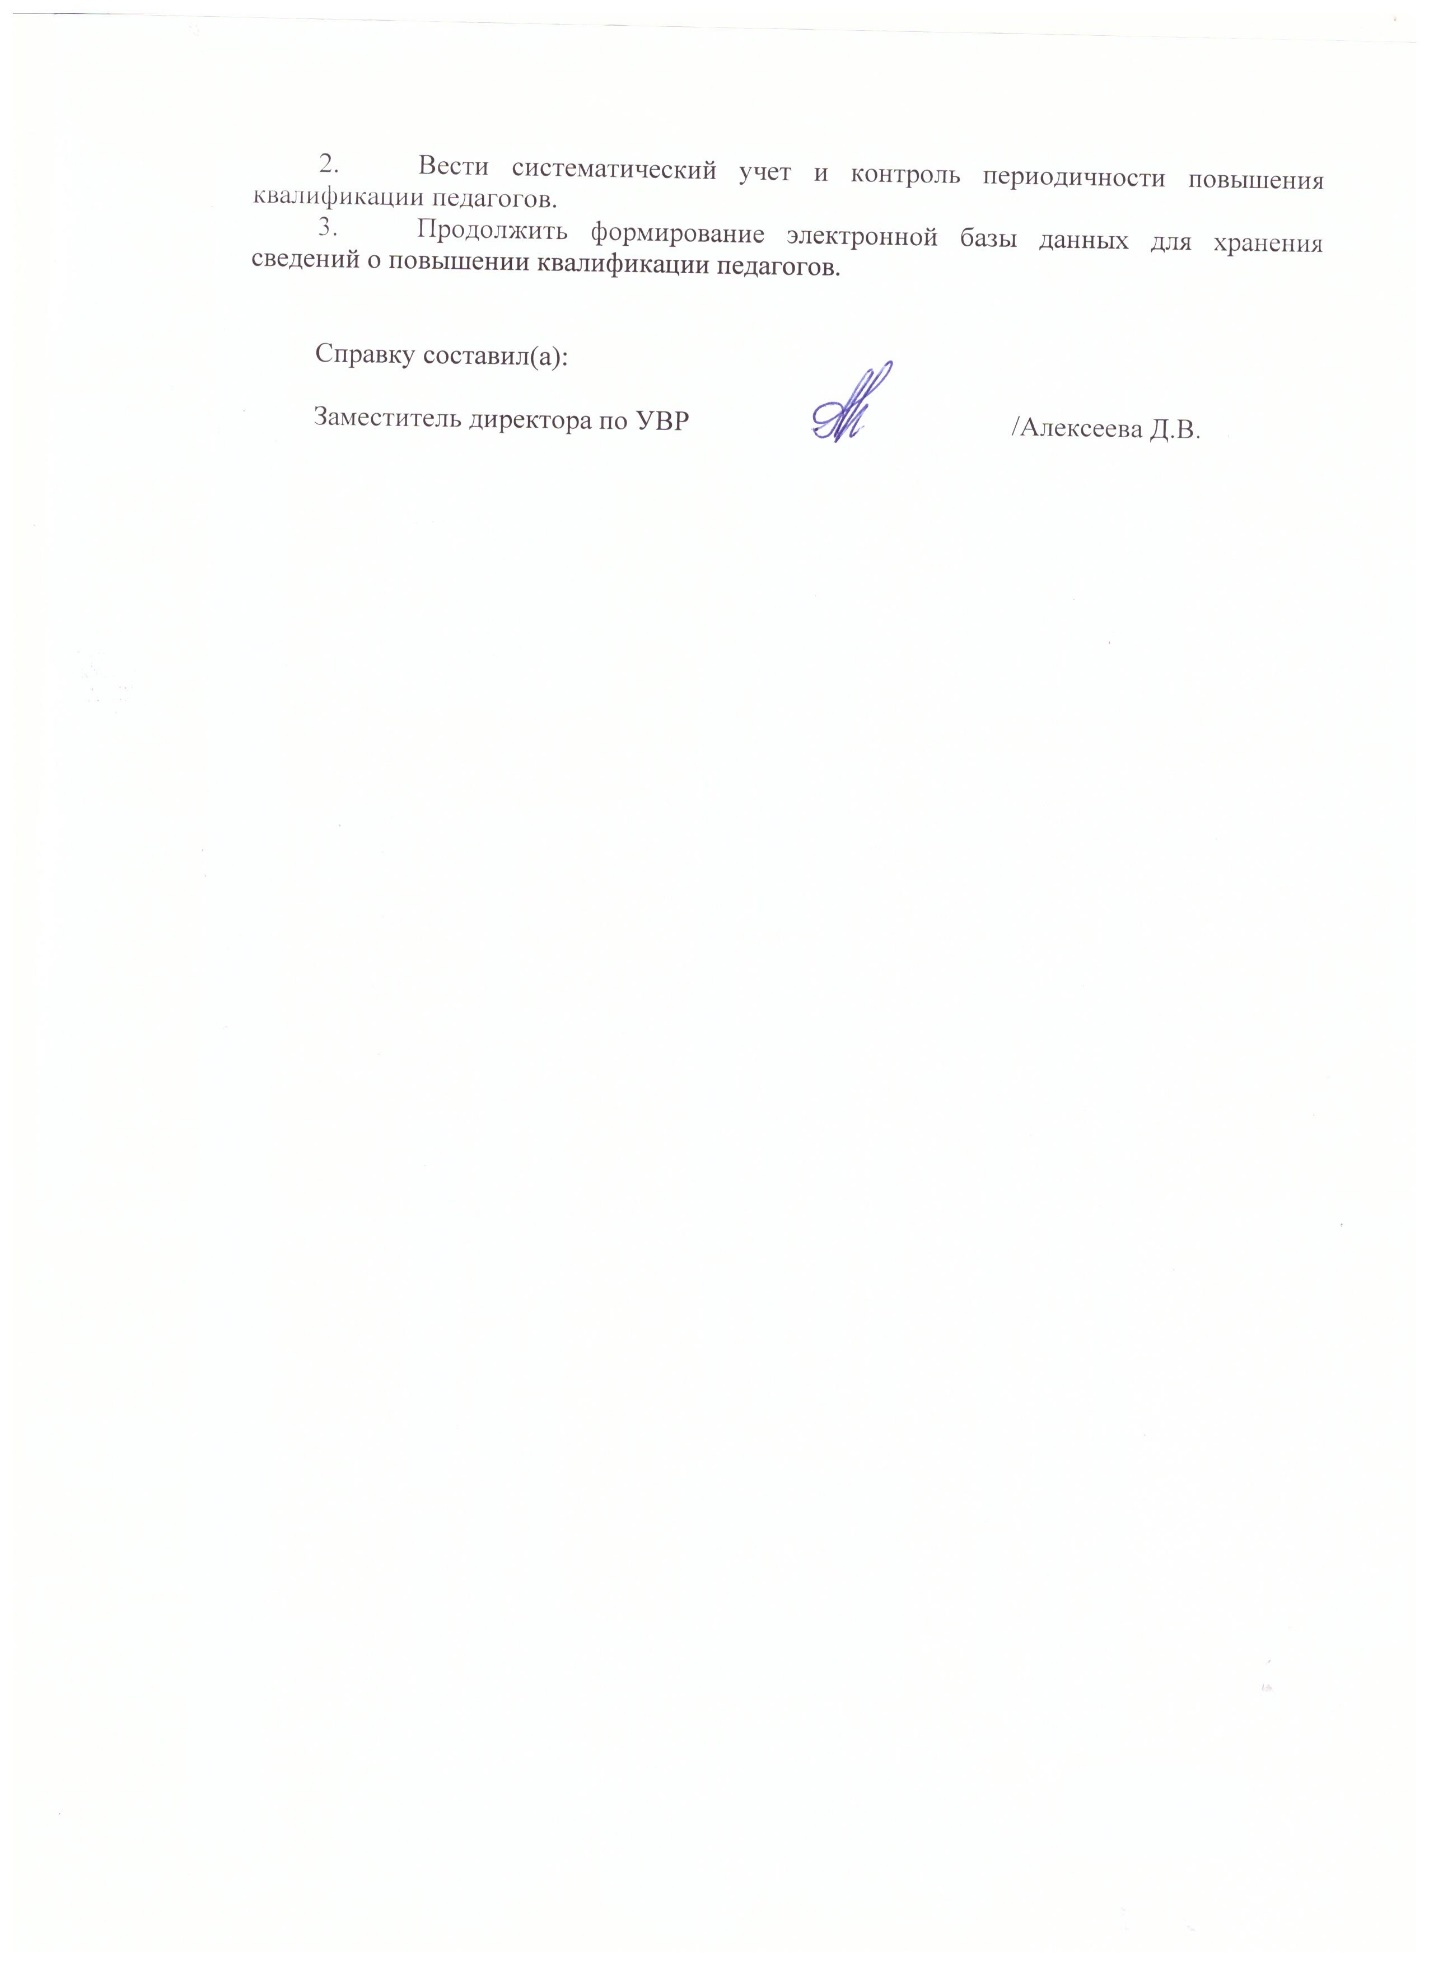 2. Вести систематический учет и контроль периодичности повышения
квалификации педагогов.
3. Продолжить формирование электронной базы данных для хранения
сведений о повышении квалификации педагогов.
Справку составил(а):
Заместитель директора по УВР /Алексеева Д.В.